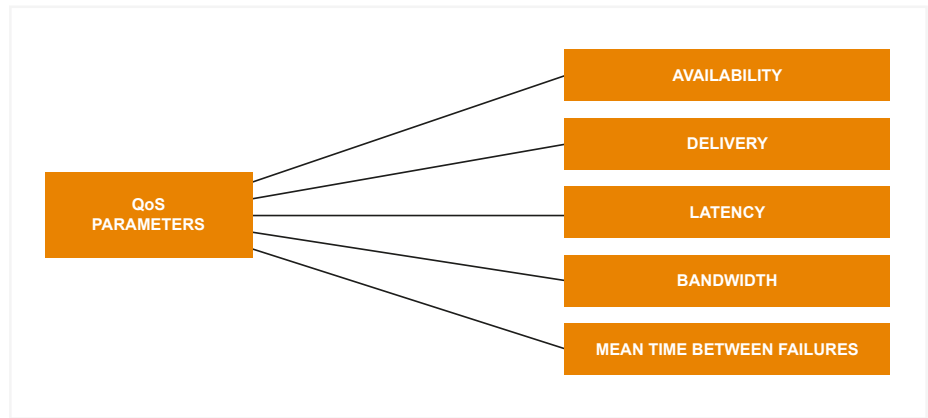 QoS
PARAMETERS
AVAILABILITY
DELIVERY
LATENCY
BANDWIDTH
MEAN TIME BETWEEN FAILURES